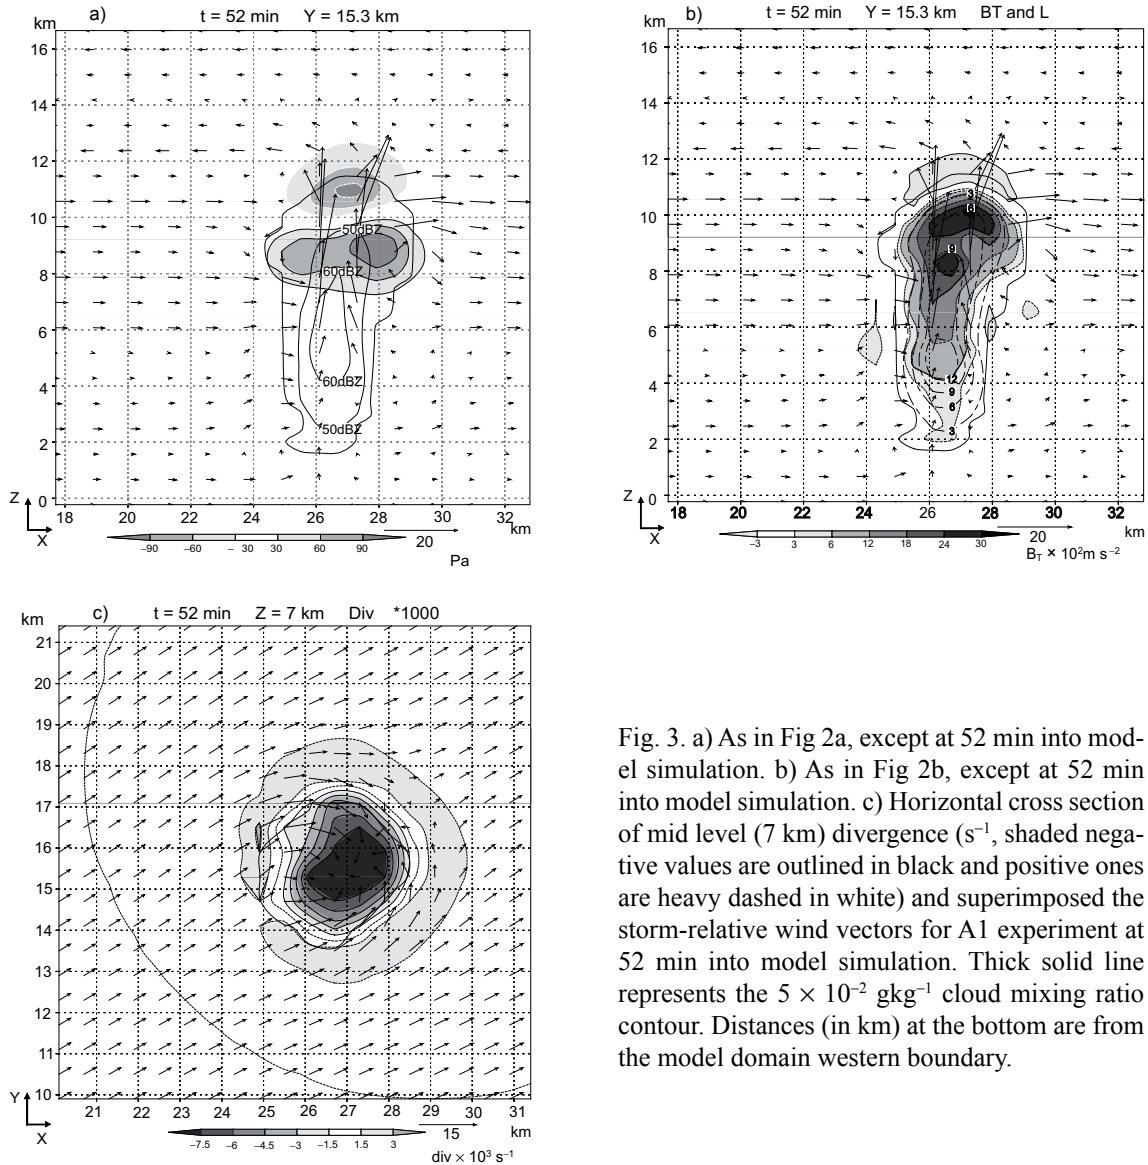 a) t = 52 min Y = 15.3 km
km
16
14
12
10
8
6
4
2
0
50dBZ
60dBZ
60dBZ
50dBZ
Z
X
18 20 22 24 26 28 30 32
km
–90 –60 – 30 30 60 90
20
Pa
b) t = 52 min Y = 15.3 km BT and L
km
16
14
12
10
8
6
4
2
0
3
12
9
6
3
Z
X
18 20 22 24 26 28 30 32
km
–3 3 6 12 18 24 30
20
B_T × 10²m s⁻²
c) t = 52 min Z = 7 km Div *1000
km
21
20
19
18
17
16
15
14
13
12
11
10
Y
X
21 22 23 24 25 26 27 28 29 30 31
km
–7.5 –6 –4.5 –3 –1.5 1.5 3
15
div × 10³ s⁻¹
Fig. 3. a) As in Fig 2a, except at 52 min into mod-
el simulation. b) As in Fig 2b, except at 52 min
into model simulation. c) Horizontal cross section
of mid level (7 km) divergence (s⁻¹, shaded nega-
tive values are outlined in black and positive ones
are heavy dashed in white) and superimposed the
storm-relative wind vectors for A1 experiment at
52 min into model simulation. Thick solid line
represents the 5 × 10⁻² gkg⁻¹ cloud mixing ratio
contour. Distances (in km) at the bottom are from
the model domain western boundary.